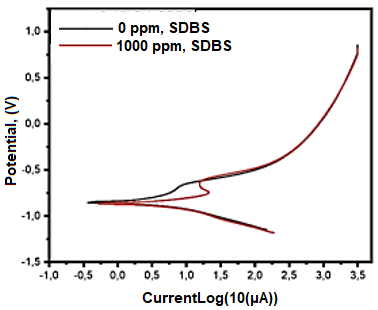 0 ppm, SDBS
1000 ppm, SDBS
Potential, (V)
1,0
0,5
0,0
-0,5
-1,0
-1,5
-1,0 -0,5 0,0 0,5 1,0 1,5 2,0 2,5 3,0 3,5
CurrentLog(10(µA))